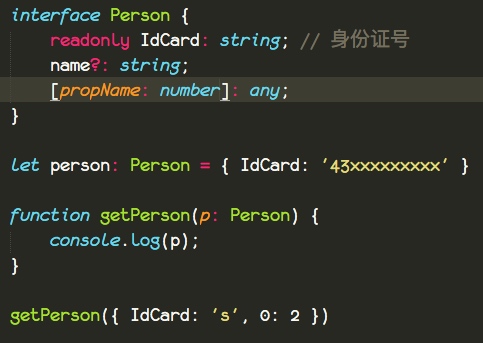 interface Person {
    readonly IdCard: string; // 身份证号
    name?: string;
    [propName: number]: any;
}

let person: Person = { IdCard: '43xxxxxxxxx' }

function getPerson(p: Person) {
    console.log(p);
}

getPerson({ IdCard: 's', 0: 2 })